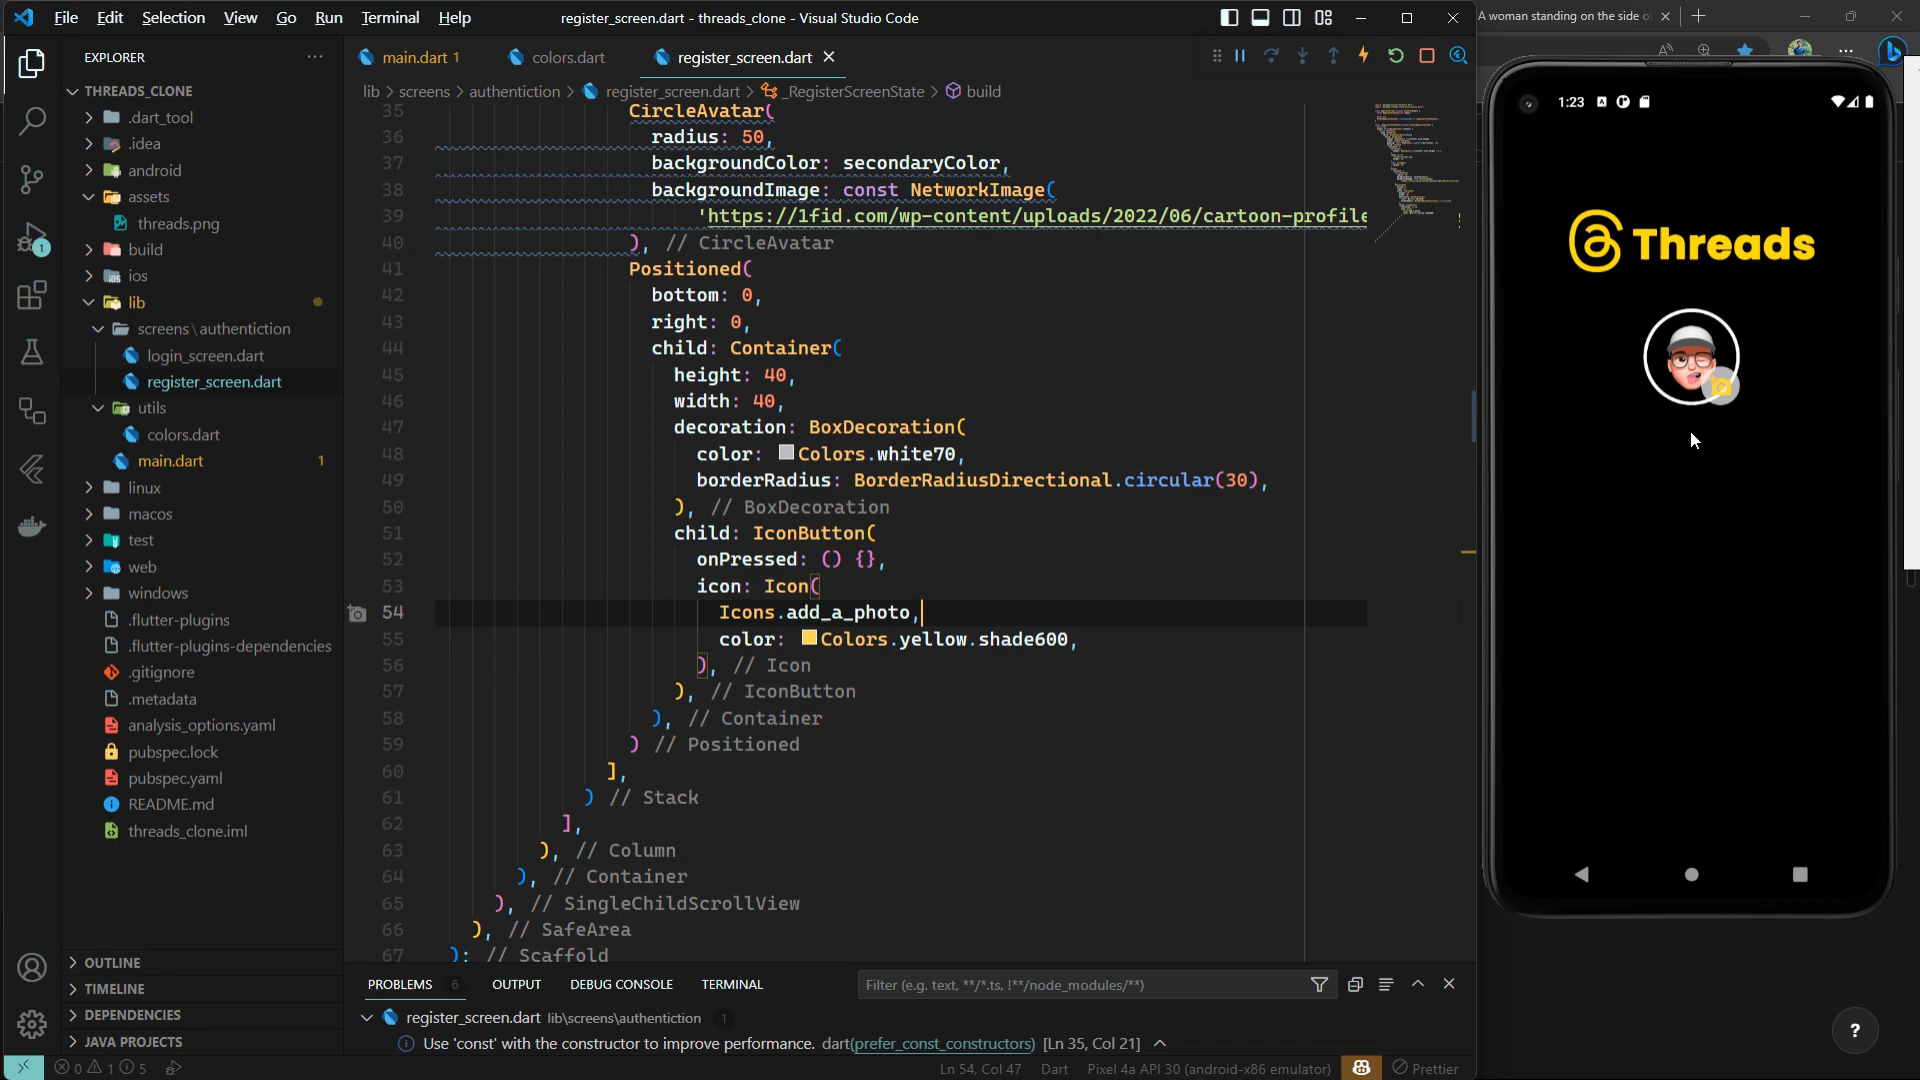 File Edit Selection View Go Run Terminal Help
register_screen.dart - threads_clone - Visual Studio Code
A woman standing on the side o
EXPLORER
THREADS_CLONE
.dart_tool
.idea
android
assets
threads.png
build
ios
lib
screens\authentiction
login_screen.dart
register_screen.dart
utils
colors.dart
main.dart 1
linux
macos
test
web
windows
.flutter-plugins
.flutter-plugins-dependencies
.gitignore
.metadata
analysis_options.yaml
pubspec.lock
pubspec.yaml
README.md
threads_clone.iml
OUTLINE
TIMELINE
DEPENDENCIES
JAVA PROJECTS
1
main.dart 1 colors.dart register_screen.dart
lib > screens > authentiction > register_screen.dart > _RegisterScreenState > build
35 CircleAvatar(
36 radius: 50,
37 backgroundColor: secondaryColor,
38 backgroundImage: const NetworkImage(
39 'https://1fid.com/wp-content/uploads/2022/06/cartoon-profile
40 ), // CircleAvatar
41 Positioned(
42 bottom: 0,
43 right: 0,
44 child: Container(
45 height: 40,
46 width: 40,
47 decoration: BoxDecoration(
48 color: Colors.white70,
49 borderRadius: BorderRadiusDirectional.circular(30),
50 ), // BoxDecoration
51 child: IconButton(
52 onPressed: () {},
53 icon: Icon(
54 Icons.add_a_photo,
55 color: Colors.yellow.shade600,
56 ), // Icon
57 ), // IconButton
58 ), // Container
59 ) // Positioned
60 ],
61 ) // Stack
62 ],
63 ), // Column
64 ), // Container
65 ), // SingleChildScrollView
66 ), // SafeArea
67 ); // Scaffold
PROBLEMS 6 OUTPUT DEBUG CONSOLE TERMINAL
Filter (e.g. text, **/*.ts, !**/node_modules/**)
register_screen.dart lib\screens\authentiction 1
Use 'const' with the constructor to improve performance. dart(prefer_const_constructors) [Ln 35, Col 21]
0 1 5
Ln 54, Col 47 Dart Pixel 4a API 30 (android-x86 emulator) Prettier
1:23
Threads
?